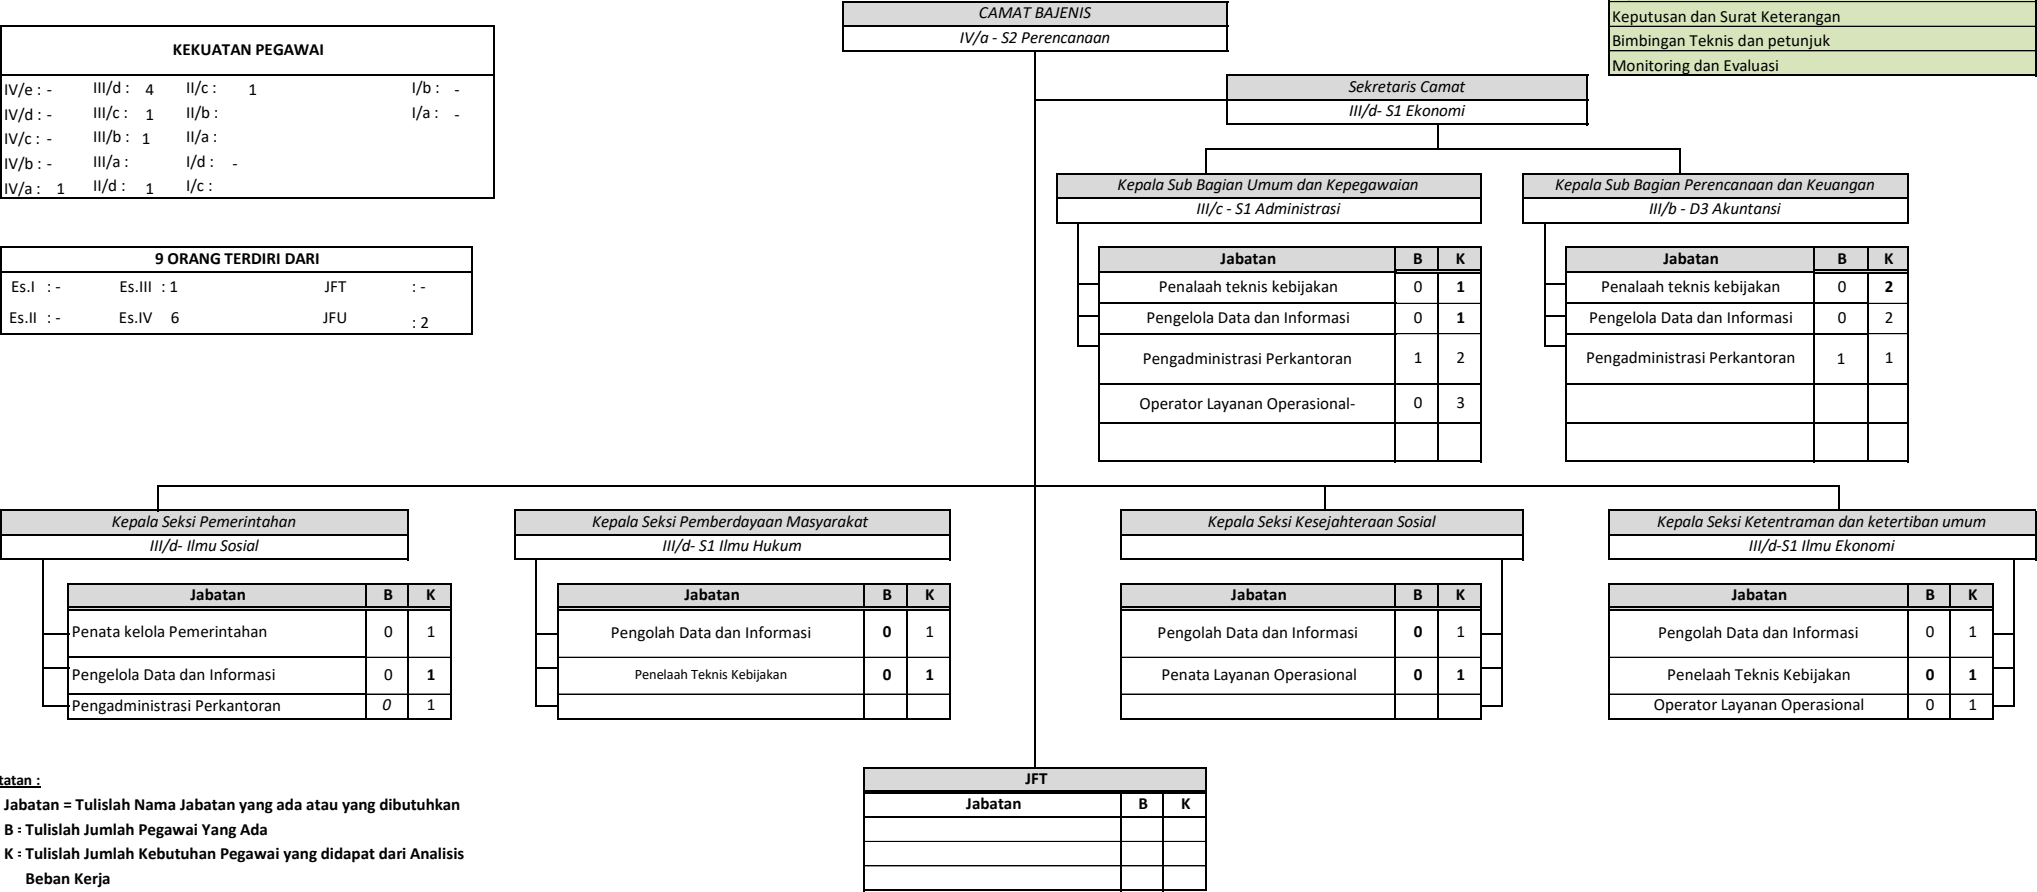 CAMAT BAJENIS
IV/a - S2 Perencanaan
Keputusan dan Surat Keterangan
Bimbingan Teknis dan petunjuk
Monitoring dan Evaluasi
KEKUATAN PEGAWAI
IV/e : - III/d : 4 II/c : 1 I/b : -
IV/d : - III/c : 1 II/b : I/a : -
IV/c : - III/b : 1 II/a :
IV/b : - III/a : I/d : -
IV/a : 1 II/d : 1 I/c :
Sekretaris Camat
III/d- S1 Ekonomi
Kepala Sub Bagian Umum dan Kepegawaian
III/c - S1 Administrasi
Kepala Sub Bagian Perencanaan dan Keuangan
III/b - D3 Akuntansi
9 ORANG TERDIRI DARI
Es.I : - Es.III : 1 JFT : -
Es.II : - Es.IV 6 JFU : 2
Jabatan B K
Penalaah teknis kebijakan 0 1
Pengelola Data dan Informasi 0 1
Pengadministrasi Perkantoran 1 2
Operator Layanan Operasional- 0 3
Jabatan B K
Penalaah teknis kebijakan 0 2
Pengelola Data dan Informasi 0 2
Pengadministrasi Perkantoran 1 1
Kepala Seksi Pemerintahan
III/d- Ilmu Sosial
Jabatan B K
Penata kelola Pemerintahan 0 1
Pengelola Data dan Informasi 0 1
Pengadministrasi Perkantoran 0 1
Kepala Seksi Pemberdayaan Masyarakat
III/d- S1 Ilmu Hukum
Jabatan B K
Pengolah Data dan Informasi 0 1
Penelaah Teknis Kebijakan 0 1
Kepala Seksi Kesejahteraan Sosial
Jabatan B K
Pengolah Data dan Informasi 0 1
Penata Layanan Operasional 0 1
Kepala Seksi Ketentraman dan ketertiban umum
III/d-S1 Ilmu Ekonomi
Jabatan B K
Pengolah Data dan Informasi 0 1
Penelaah Teknis Kebijakan 0 1
Operator Layanan Operasional 0 1
JFT
Jabatan B K
tatan :
Jabatan = Tulislah Nama Jabatan yang ada atau yang dibutuhkan
B : Tulislah Jumlah Pegawai Yang Ada
K : Tulislah Jumlah Kebutuhan Pegawai yang didapat dari Analisis
Beban Kerja